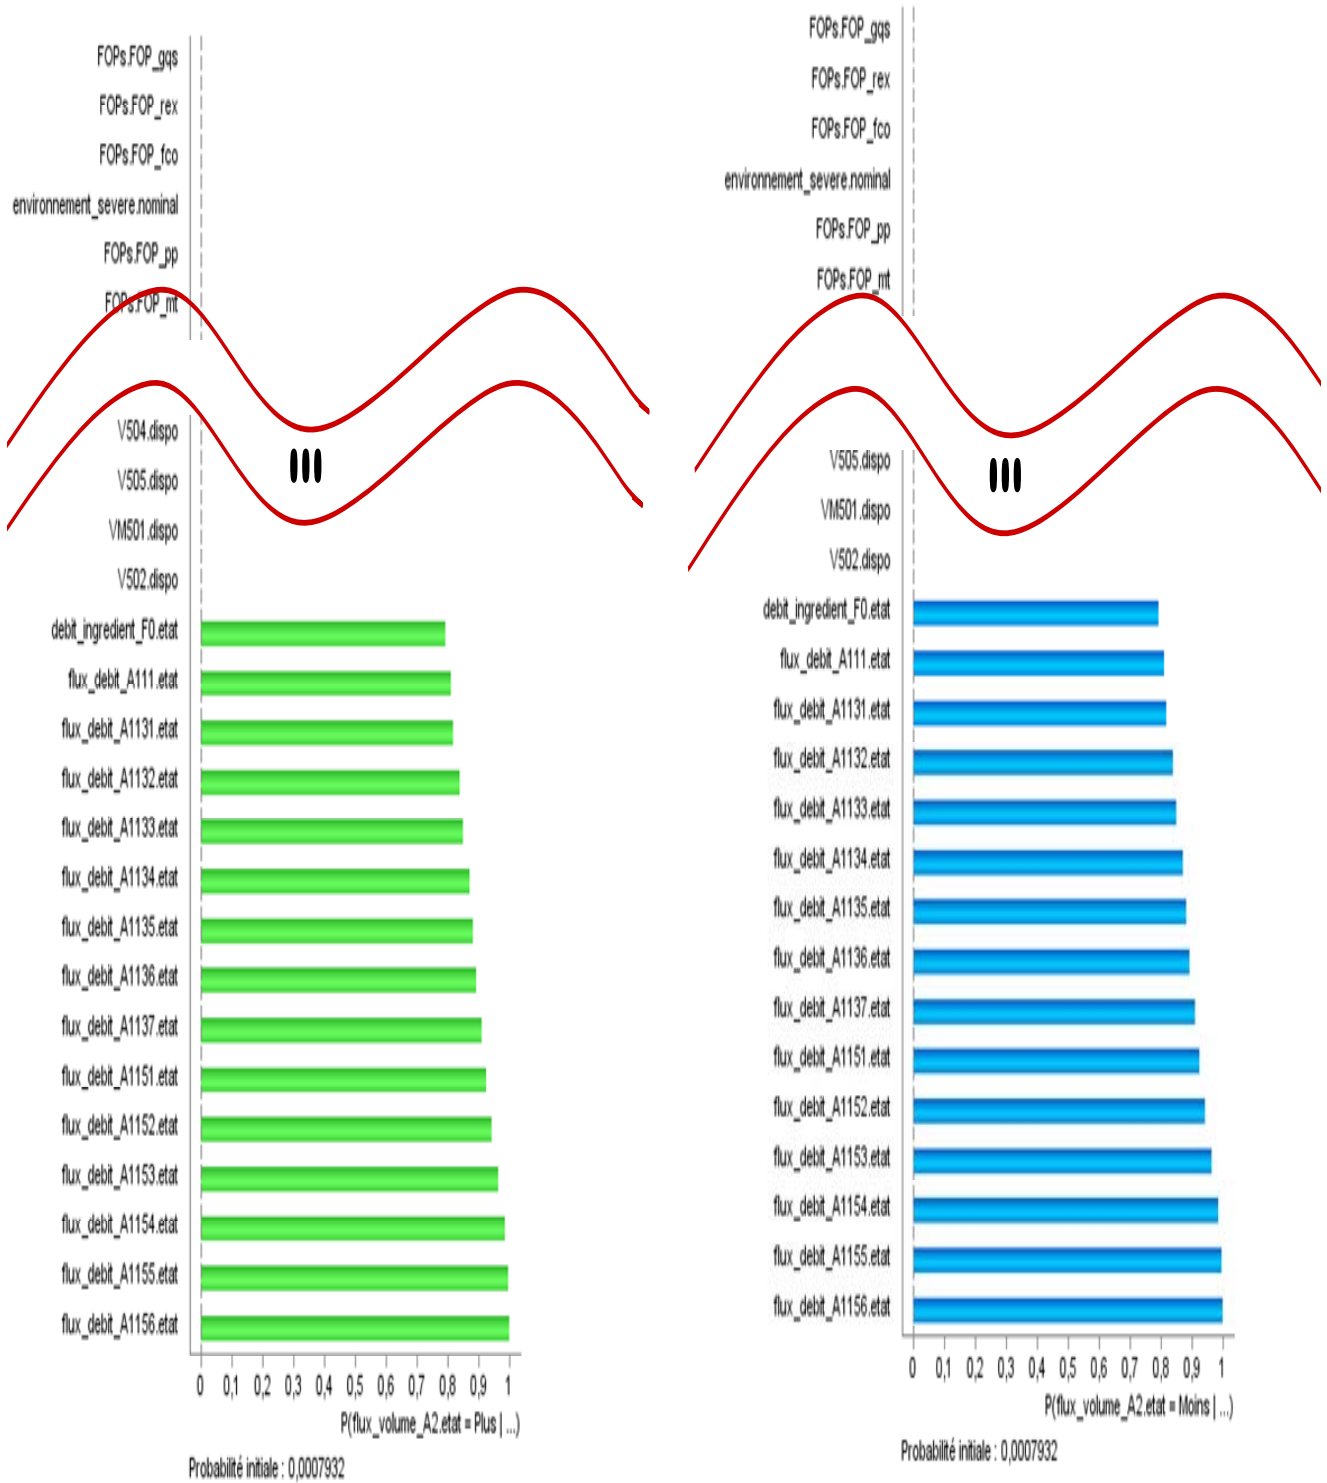 FOPs.FOP_gqs
FOPs.FOP_rex
FOPs.FOP_fco
environnement_severe.nominal
FOPs.FOP_pp
FOPs.FOP_mt
V504.dispo
V505.dispo
VM501.dispo
V502.dispo
debit_ingredient_F0.etat
flux_debit_A111.etat
flux_debit_A1131.etat
flux_debit_A1132.etat
flux_debit_A1133.etat
flux_debit_A1134.etat
flux_debit_A1135.etat
flux_debit_A1136.etat
flux_debit_A1137.etat
flux_debit_A1151.etat
flux_debit_A1152.etat
flux_debit_A1153.etat
flux_debit_A1154.etat
flux_debit_A1155.etat
flux_debit_A1156.etat
0 0,1 0,2 0,3 0,4 0,5 0,6 0,7 0,8 0,9 1
P(flux_volume_A2.etat = Plus | ...)
Probabilité initiale : 0,0007932
FOPs.FOP_gqs
FOPs.FOP_rex
FOPs.FOP_fco
environnement_severe.nominal
FOPs.FOP_pp
FOPs.FOP_mt
V505.dispo
VM501.dispo
V502.dispo
debit_ingredient_F0.etat
flux_debit_A111.etat
flux_debit_A1131.etat
flux_debit_A1132.etat
flux_debit_A1133.etat
flux_debit_A1134.etat
flux_debit_A1135.etat
flux_debit_A1136.etat
flux_debit_A1137.etat
flux_debit_A1151.etat
flux_debit_A1152.etat
flux_debit_A1153.etat
flux_debit_A1154.etat
flux_debit_A1155.etat
flux_debit_A1156.etat
0 0,1 0,2 0,3 0,4 0,5 0,6 0,7 0,8 0,9 1
P(flux_volume_A2.etat = Moins | ...)
Probabilité initiale : 0,0007932